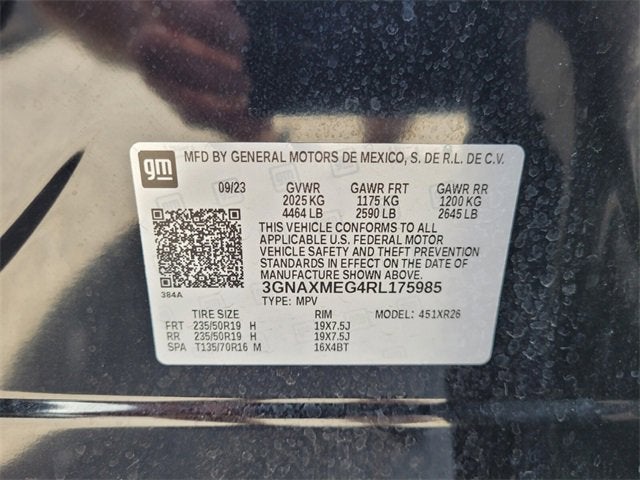 gm MFD BY GENERAL MOTORS DE MEXICO, S. DE R.L. DE C.V.
09/23 GVWR GAWR FRT GAWR RR
2025 KG 1175 KG 1200 KG
4464 LB 2590 LB 2645 LB
THIS VEHICLE CONFORMS TO ALL
APPLICABLE U.S. FEDERAL MOTOR
VEHICLE SAFETY AND THEFT PREVENTION
STANDARDS IN EFFECT ON THE DATE OF
MANUFACTURE SHOWN ABOVE.
384A 3GNAXMEG4RL175985
TYPE: MPV
TIRE SIZE RIM MODEL: 451XR26
FRT 235/50R19 H 19X7.5J
RR 235/50R19 H 19X7.5J
SPA T135/70R16 M 16X4BT